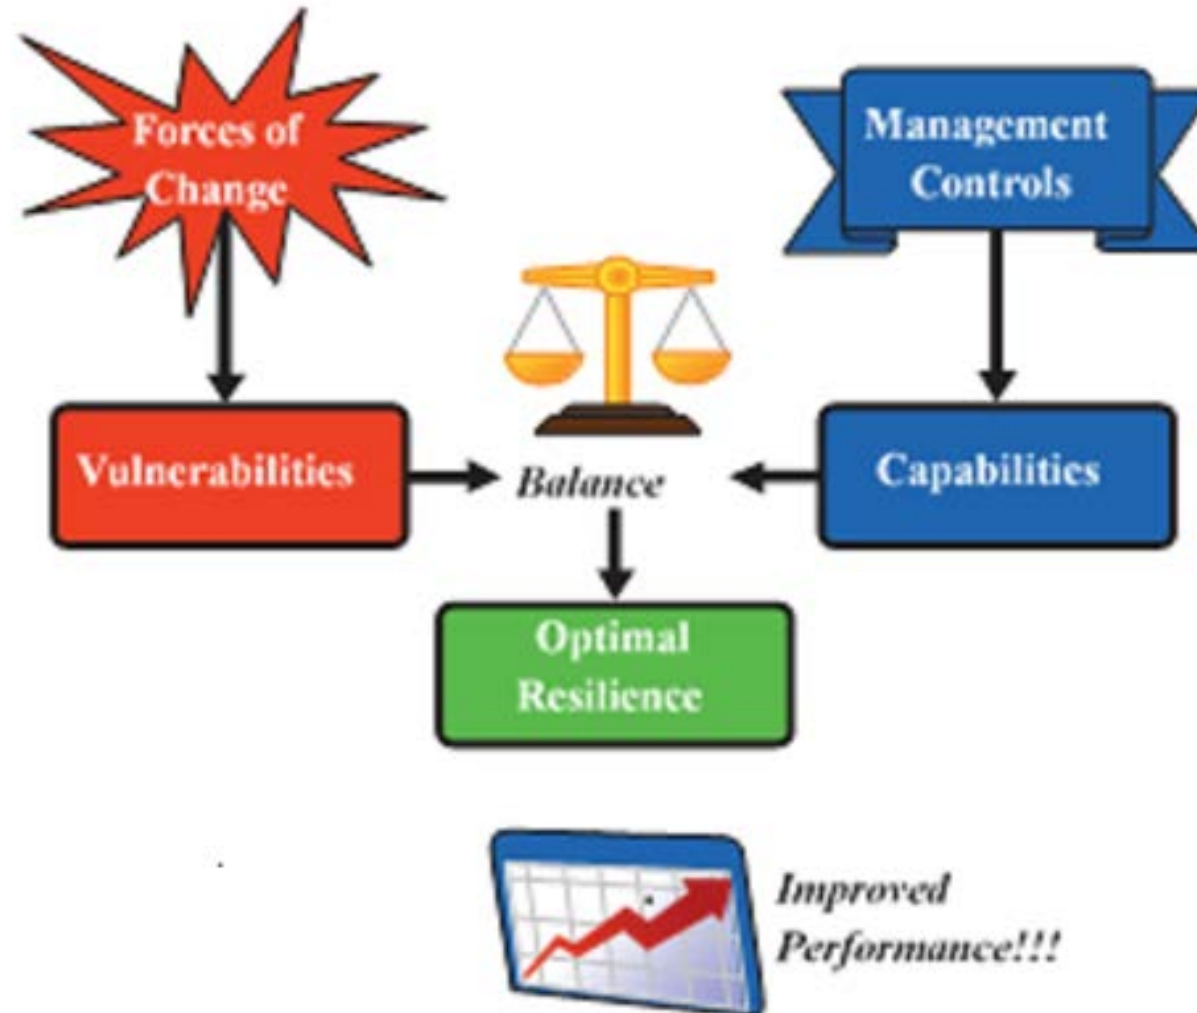 Forces of
Change
Management
Controls
Vulnerabilities
Balance
Capabilities
Optimal
Resilience
Improved
Performance!!!